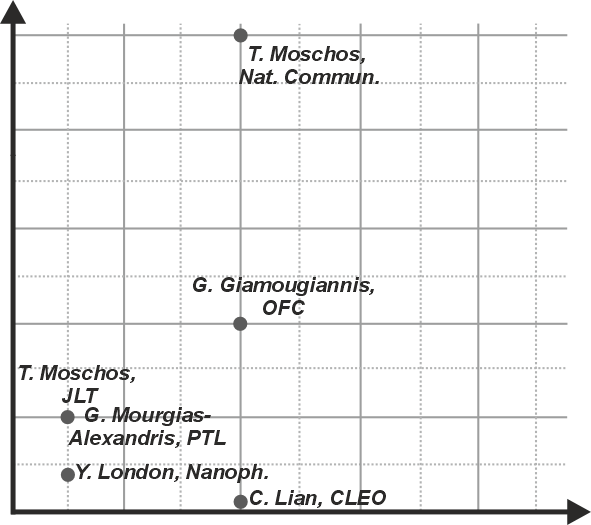 T. Moschos,
Nat. Commun.
G. Giamougiannis,
OFC
T. Moschos,
JLT
G. Mourgias-
Alexandris, PTL
Y. London, Nanoph.
C. Lian, CLEO